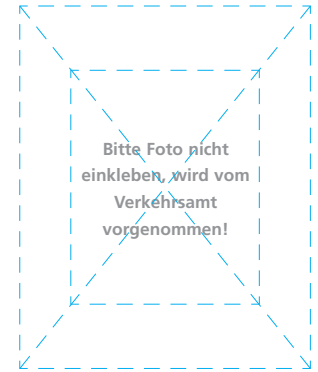 Bitte Foto nicht
einkleben, wird vom
Verkehrsamt
vorgenommen!